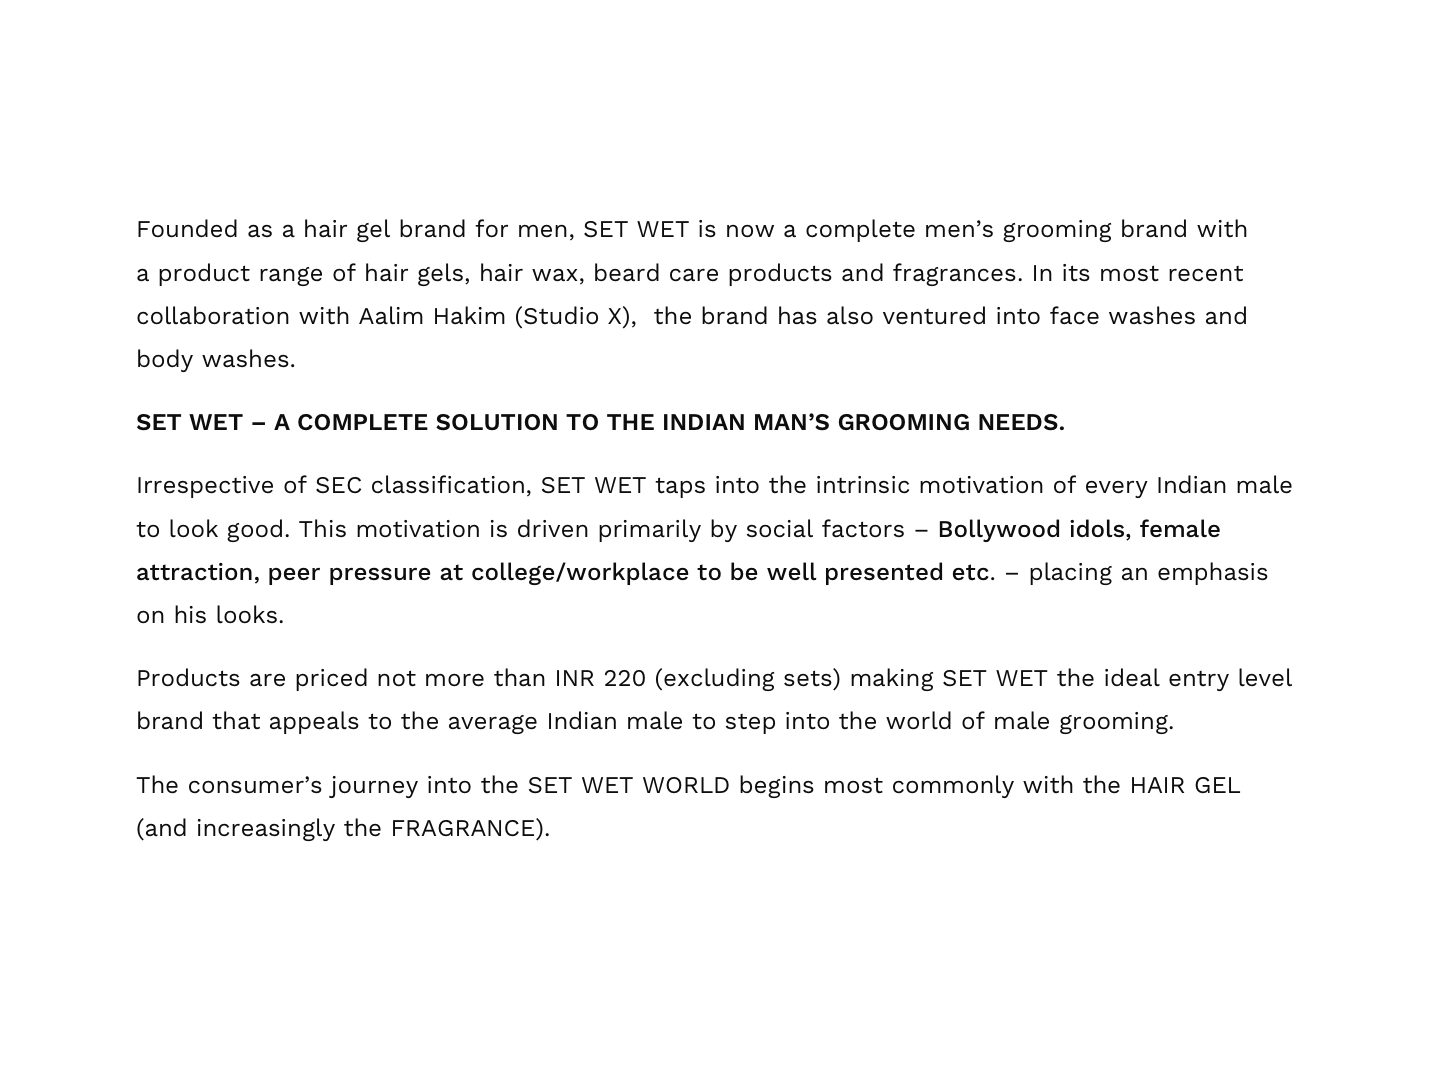 Founded as a hair gel brand for men, SET WET is now a complete men’s grooming brand with
a product range of hair gels, hair wax, beard care products and fragrances. In its most recent
collaboration with Aalim Hakim (Studio X),  the brand has also ventured into face washes and
body washes.
SET WET – A COMPLETE SOLUTION TO THE INDIAN MAN’S GROOMING NEEDS.
Irrespective of SEC classification, SET WET taps into the intrinsic motivation of every Indian male
to look good. This motivation is driven primarily by social factors – Bollywood idols, female
attraction, peer pressure at college/workplace to be well presented etc. – placing an emphasis
on his looks.
Products are priced not more than INR 220 (excluding sets) making SET WET the ideal entry level
brand that appeals to the average Indian male to step into the world of male grooming.
The consumer’s journey into the SET WET WORLD begins most commonly with the HAIR GEL
(and increasingly the FRAGRANCE).